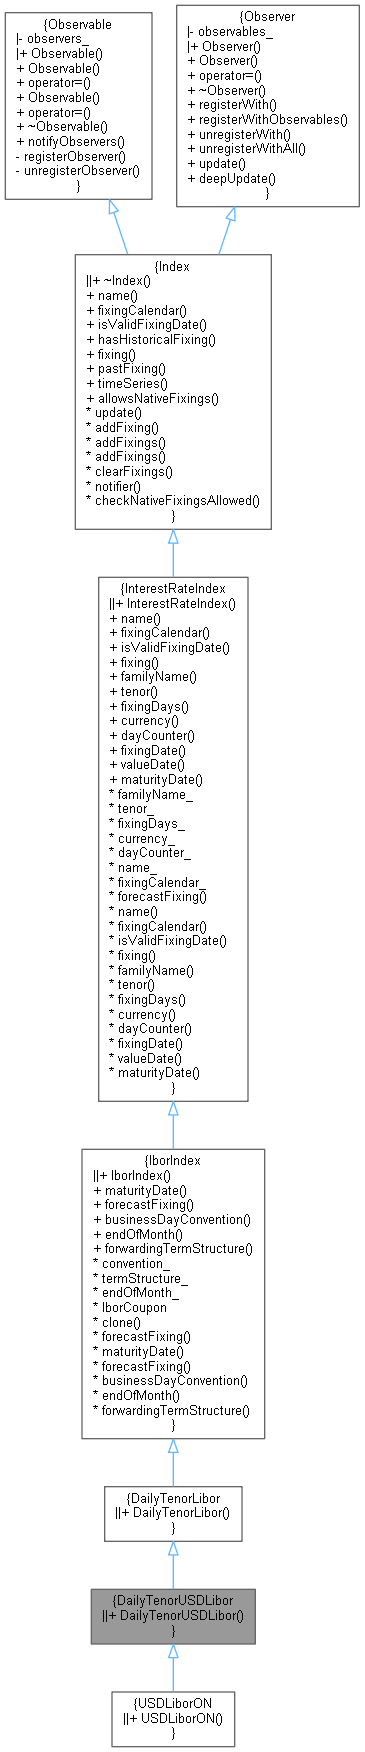 {Observable
|- observers_
|+ Observable()
+ Observable()
+ operator=()
+ Observable()
+ operator=()
+ ~Observable()
+ notifyObservers()
- registerObserver()
- unregisterObserver()
}
{Observer
|- observables_
|+ Observer()
+ Observer()
+ operator=()
+ ~Observer()
+ registerWith()
+ registerWithObservables()
+ unregisterWith()
+ unregisterWithAll()
+ update()
+ deepUpdate()
}
{Index
||+ ~Index()
+ name()
+ fixingCalendar()
+ isValidFixingDate()
+ hasHistoricalFixing()
+ fixing()
+ pastFixing()
+ timeSeries()
+ allowsNativeFixings()
* update()
* addFixing()
* addFixings()
* addFixings()
* clearFixings()
* notifier()
* checkNativeFixingsAllowed()
}
{InterestRateIndex
||+ InterestRateIndex()
+ name()
+ fixingCalendar()
+ isValidFixingDate()
+ fixing()
+ familyName()
+ tenor()
+ fixingDays()
+ currency()
+ dayCounter()
+ fixingDate()
+ valueDate()
+ maturityDate()
* familyName_
* tenor_
* fixingDays_
* currency_
* dayCounter_
* name_
* fixingCalendar_
* forecastFixing()
* name()
* fixingCalendar()
* isValidFixingDate()
* fixing()
* familyName()
* tenor()
* fixingDays()
* currency()
* dayCounter()
* fixingDate()
* valueDate()
* maturityDate()
}
{IborIndex
||+ IborIndex()
+ maturityDate()
+ forecastFixing()
+ businessDayConvention()
+ endOfMonth()
+ forwardingTermStructure()
* convention_
* termStructure_
* endOfMonth_
* IborCoupon
* clone()
* forecastFixing()
* maturityDate()
* forecastFixing()
* businessDayConvention()
* endOfMonth()
* forwardingTermStructure()
}
{DailyTenorLibor
||+ DailyTenorLibor()
}
{DailyTenorUSDLibor
||+ DailyTenorUSDLibor()
}
{USDLiborON
||+ USDLiborON()
}